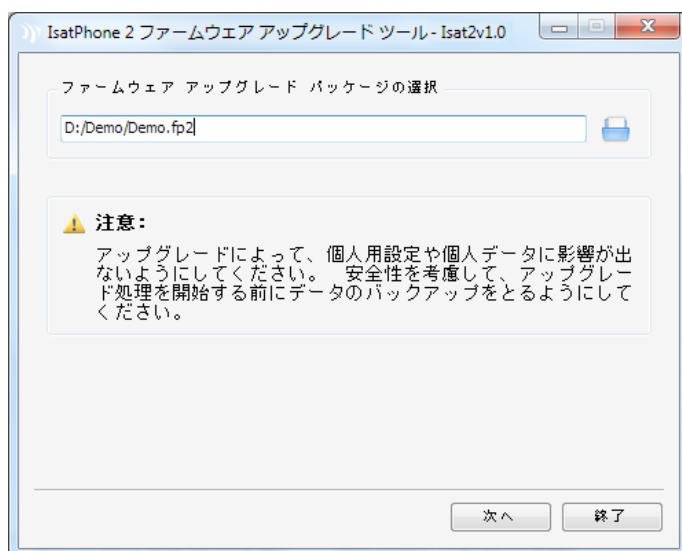 IsatPhone 2 ファームウエア アップグレード ツール - Isat2v1.0
ファームウェア アップグレード パッケージの選択
D:/Demo/Demo.fp2
注意:
アップグレードによって、個人用設定や個人データに影響が出
ないようにしてください。 安全性を考慮して、アップグレー
ド処理を開始する前にデータのバックアップをとるようにして
ください。
次へ
終了